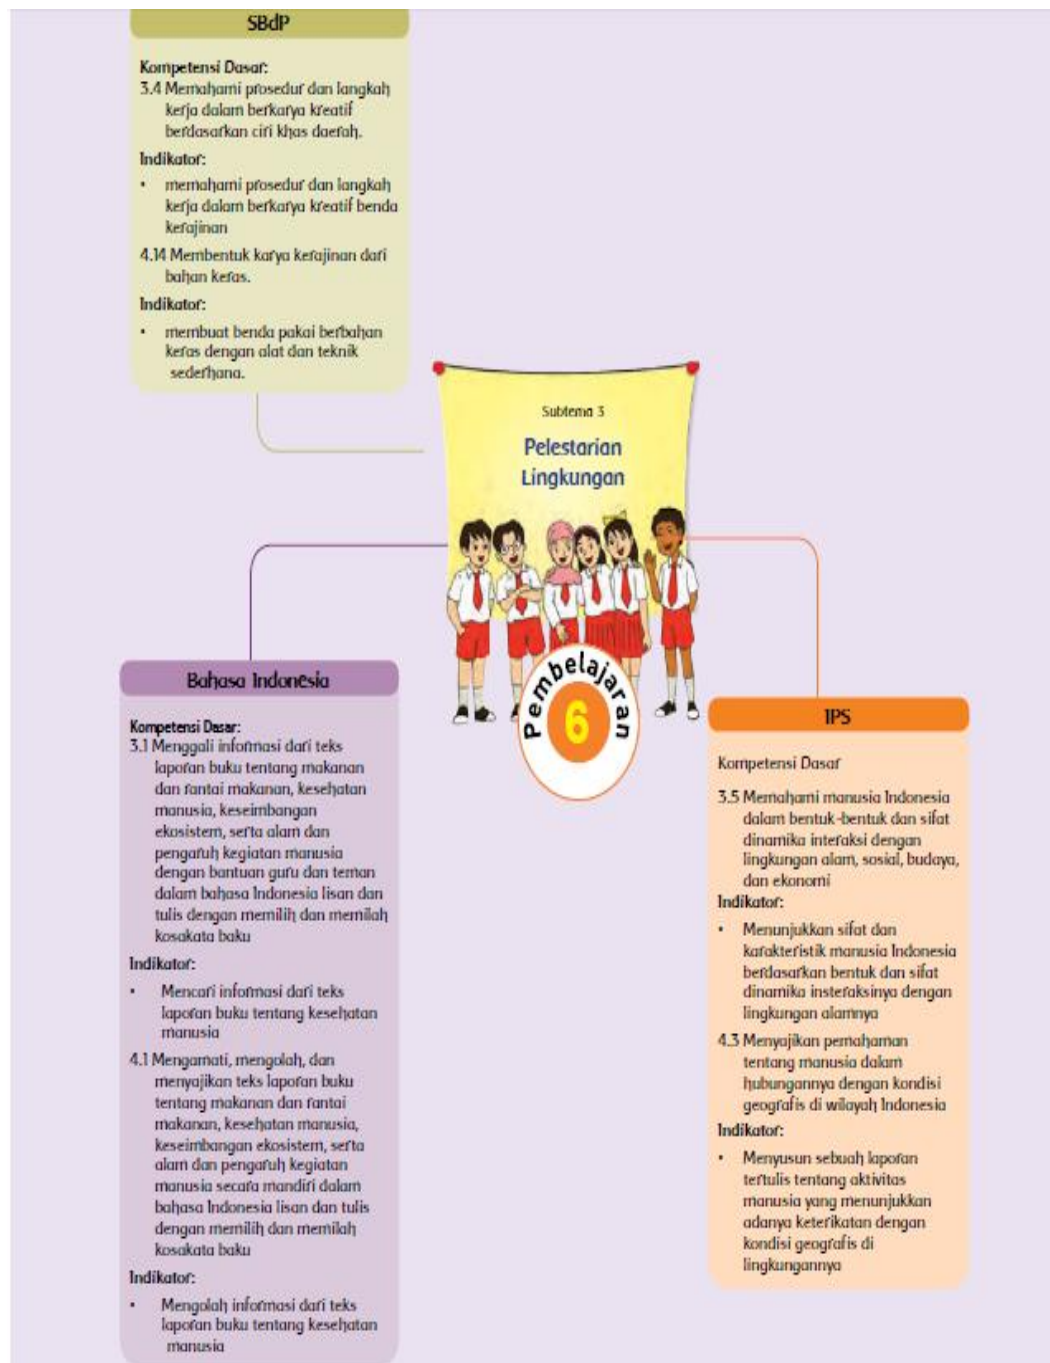 SBdP
Kompetensi Dasar:
3.4 Memahami prosedur dan langkah
kerja dalam berkarya kreatif
berdasarkan ciri khas daerah.
Indikator:
• memahami prosedur dan langkah
kerja dalam berkarya kreatif benda
kerajinan
4.14 Membentuk karya kerajinan dari
bahan keras.
Indikator:
• membuat benda pakai berbahan
keras dengan alat dan teknik
sederhana.
Subtema 3
Pelestarian
Lingkungan
Pembelajaran
6
Bahasa Indonesia
Kompetensi Dasar:
3.1 Menggali informasi dari teks
laporan buku tentang makanan
dan rantai makanan, kesehatan
manusia, keseimbangan
ekosistem, serta alam dan
pengaruh kegiatan manusia
dengan bantuan guru dan teman
dalam bahasa Indonesia lisan dan
tulis dengan memilih dan memilah
kosakata baku
Indikator:
• Mencari informasi dari teks
laporan buku tentang kesehatan
manusia
4.1 Mengamati, mengolah, dan
menyajikan teks laporan buku
tentang makanan dan rantai
makanan, kesehatan manusia,
keseimbangan ekosistem, serta
alam dan pengaruh kegiatan
manusia secara mandiri dalam
bahasa Indonesia lisan dan tulis
dengan memilih dan memilah
kosakata baku
Indikator:
• Mengolah informasi dari teks
laporan buku tentang kesehatan
manusia
IPS
Kompetensi Dasar
3.5 Memahami manusia Indonesia
dalam bentuk-bentuk dan sifat
dinamika interaksi dengan
lingkungan alam, sosial, budaya,
dan ekonomi
Indikator:
• Menunjukkan sifat dan
karakteristik manusia Indonesia
berdasarkan bentuk dan sifat
dinamika insteraksinya dengan
lingkungan alamnya
4.3 Menyajikan pemahaman
tentang manusia dalam
hubungannya dengan kondisi
geografis di wilayah Indonesia
Indikator:
• Menyusun sebuah laporan
tertulis tentang aktivitas
manusia yang menunjukkan
adanya keterikatan dengan
kondisi geografis di
lingkungannya